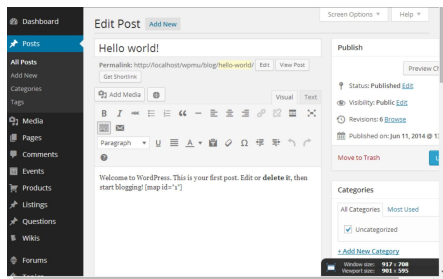 Screen Options Help
Dashboard
Posts
All Posts
Add New
Categories
Tags
Media
Pages
Comments
Events
Products
Listings
Questions
Wikis
Forums
Topics
Edit Post Add New
Hello world!
Permalink: http://localhost/wpmu/blog/hello-world/ Edit View Post
Get Shortlink
Add Media
Visual Text
B I ABC
Paragraph U A Ω
Welcome to WordPress. This is your first post. Edit or delete it, then
start blogging! [map id="1"]
Publish
Preview Ch
Status: Published Edit
Visibility: Public Edit
Revisions: 6 Browse
Published on: Jun 11, 2014 @ 1
Move to Trash
Categories
All Categories Most Used
Uncategorized
+ Add New Category
Window size: 917 x 708
Viewport size: 901 x 595